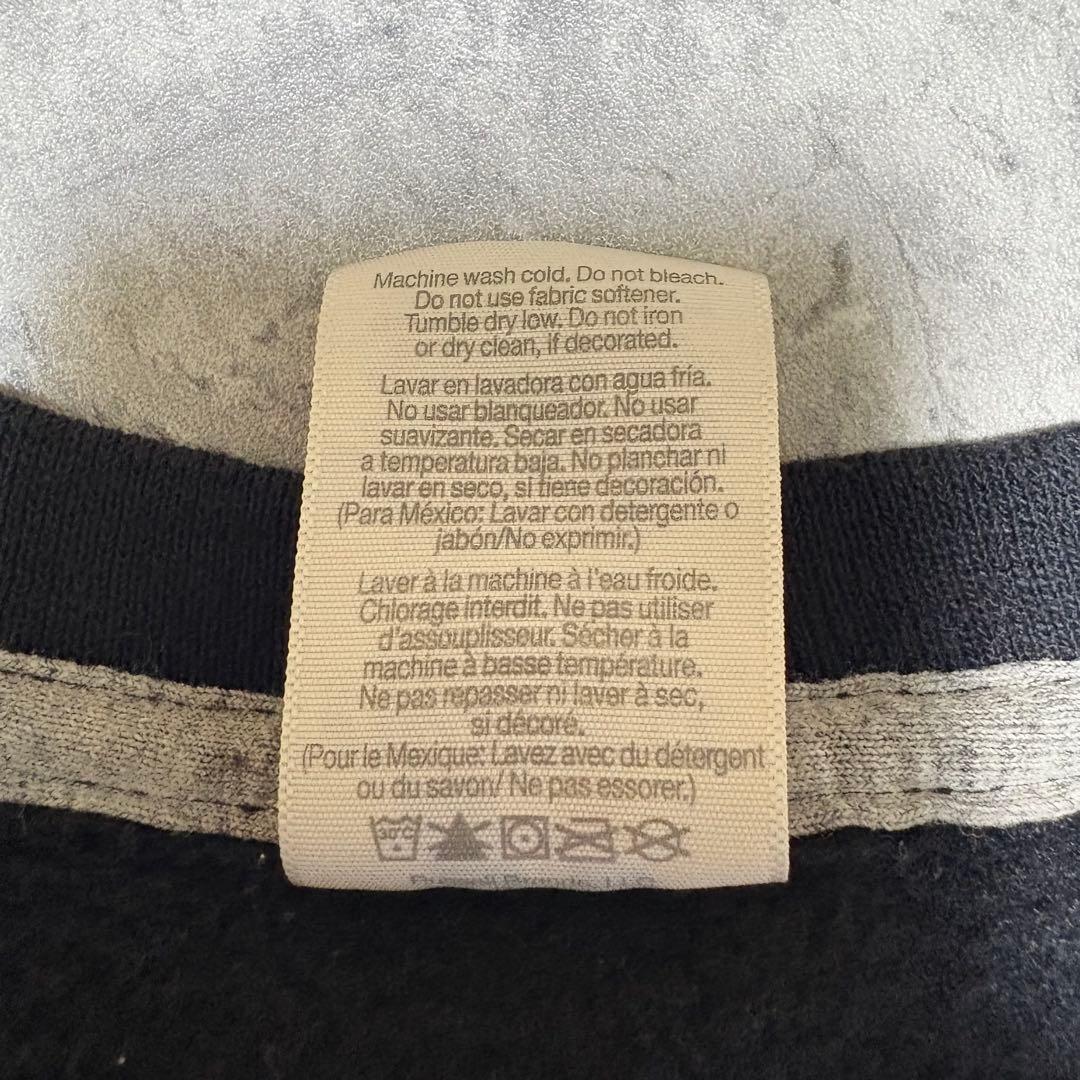 Machine wash cold. Do not bleach.
Do not use fabric softener.
Tumble dry low. Do not iron
or dry clean, if decorated.
Lavar en lavadora con agua fría.
No usar blanqueador. No usar
suavizante. Secar en secadora
a temperatura baja. No planchar ni
lavar en seco, si tiene decoración.
(Para México: Lavar con detergente o
jabón/No exprimir.)
Laver à la machine à l'eau froide.
Chlorage interdit. Ne pas utiliser
d'assouplisseur. Sécher à la
machine à basse température.
Ne pas repasser ni laver à sec,
si décoré.
(Pour le Mexique: Lavez avec du détergent
ou du savon/ Ne pas essorer.)
30°C